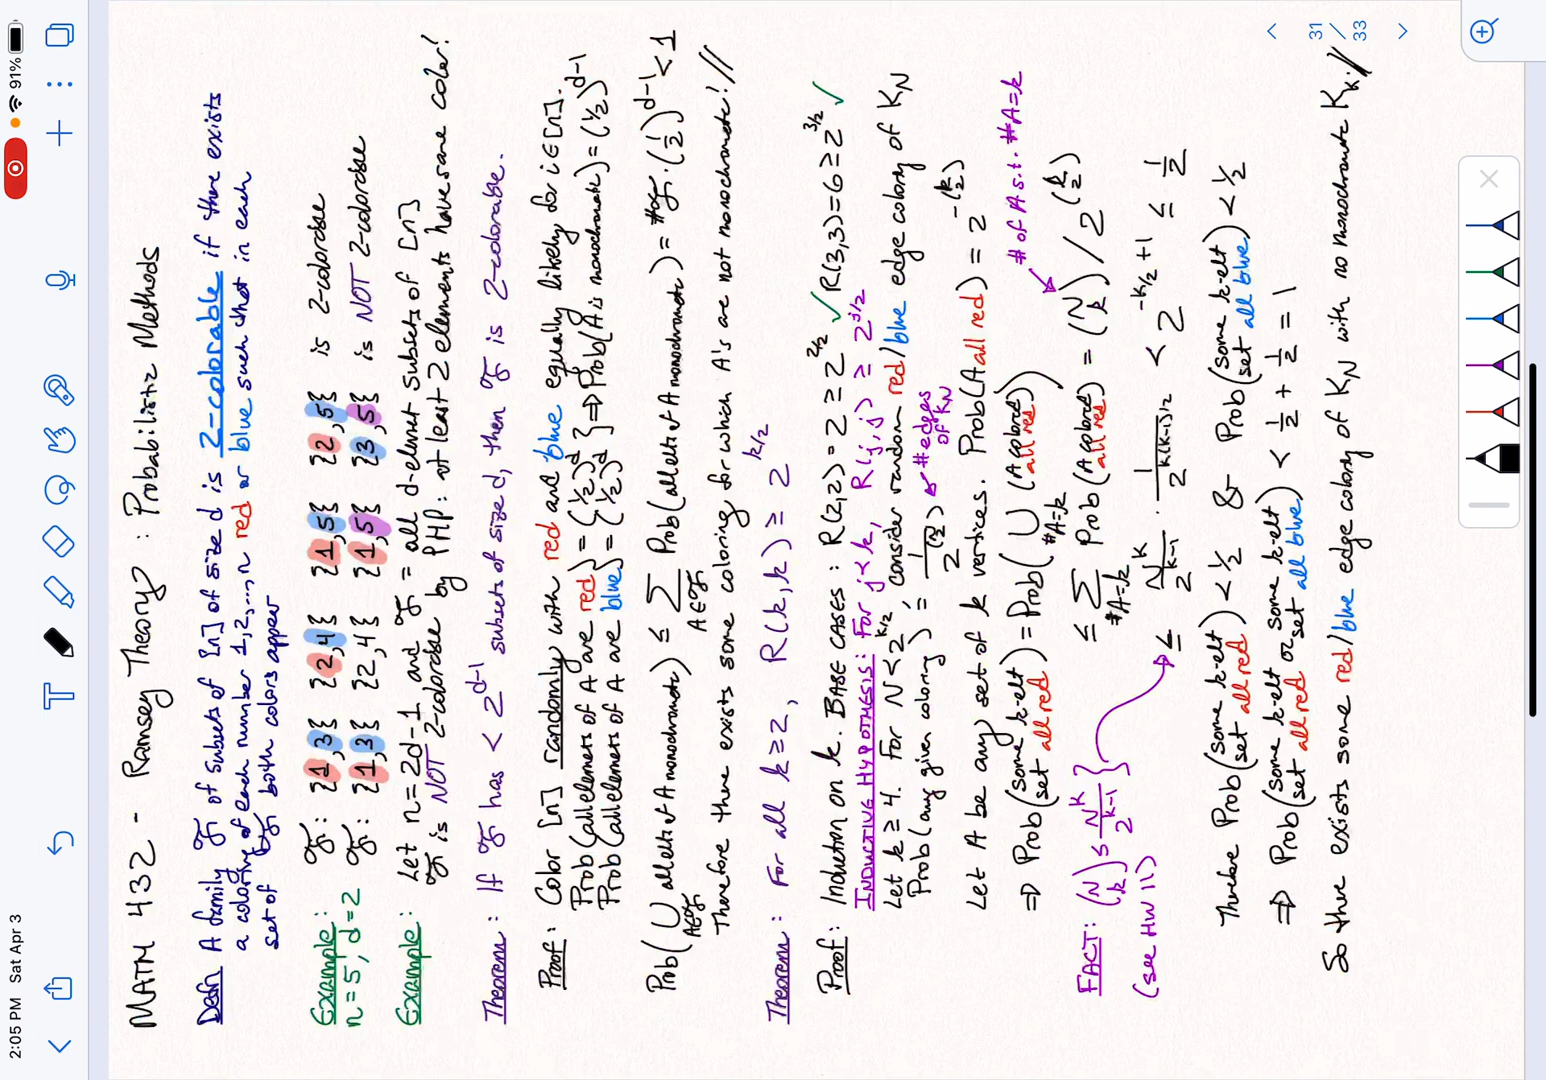 2:05 PM Sat Apr 3
91%
31 / 33
MATH 432 - Ramsey Theory : Probabilistic Methods
Defn A family ℱ of subsets of [n] of size d is 2-colorable if there exists
a coloring of each number 1,2,...,n red or blue such that in each
set of ℱ both colors appear
Example: ℱ: {1,3} {2,4} {1,5} {2,5} is 2-colorable
n=5, d=2 ℱ: {1,3} {2,4} {1,5} {3,5} is NOT 2-colorable
Example: Let n=2d-1 and ℱ = all d-element subsets of [n]
ℱ is NOT 2-colorable by PHP: at least 2 elements have same color!
Theorem: If ℱ has < 2^{d-1} subsets of size d, then ℱ is 2-colorable.
Proof: Color [n] randomly with red and blue equally likely for i∈[n].
Prob(all elements of A are red) = (1/2)^d
Prob(all elements of A are blue) = (1/2)^d } ⇒ Prob(A is monochromatic) = (1/2)^{d-1}
Prob(⋃_{A∈ℱ} all elts of A monochromatic) ≤ ∑_{A∈ℱ} Prob(all elts of A monochromatic) = #ℱ·(1/2)^{d-1} < 1
Therefore there exists some coloring for which A's are not monochromatic! //
Theorem: For all k≥2, R(k,k) ≥ 2^{k/2}
Proof: Induction on k. BASE CASES: R(2,2) = 2 ≥ 2^{2/2} ✓ R(3,3)=6≥2^{3/2} ✓
INDUCTIVE HYPOTHESIS: For j<k, R(j,j) ≥ 2^{j/2}
Let k≥4. For N<2^{k/2}, consider random red/blue edge coloring of K_N
Prob(any given coloring) = 1/2^{(N 2)} ← #edges of K_N
Let A be any set of k vertices. Prob(A all red) = 2^{-(k 2)}
⇒ Prob(some k-elt set all red) = Prob(⋃_{#A=k} (A colored all red)) # of A s.t. #A=k
≤ ∑_{#A=k} Prob(A colored all red) = (N k) / 2^{(k 2)}
FACT: (N k) ≤ N^k/2^{k-1} } ≤ N^k/2^{k-1} · 1/2^{k(k-1)/2} < 2^{-k/2+1} ≤ 1/2
(see HW 11)
Therefore Prob(some k-elt set all red) < 1/2 & Prob(some k-elt set all blue) < 1/2
⇒ Prob(some k-elt set all red or some k-elt set all blue) < 1/2 + 1/2 = 1
So there exists some red/blue edge coloring of K_N with no monochromatic K_k. //